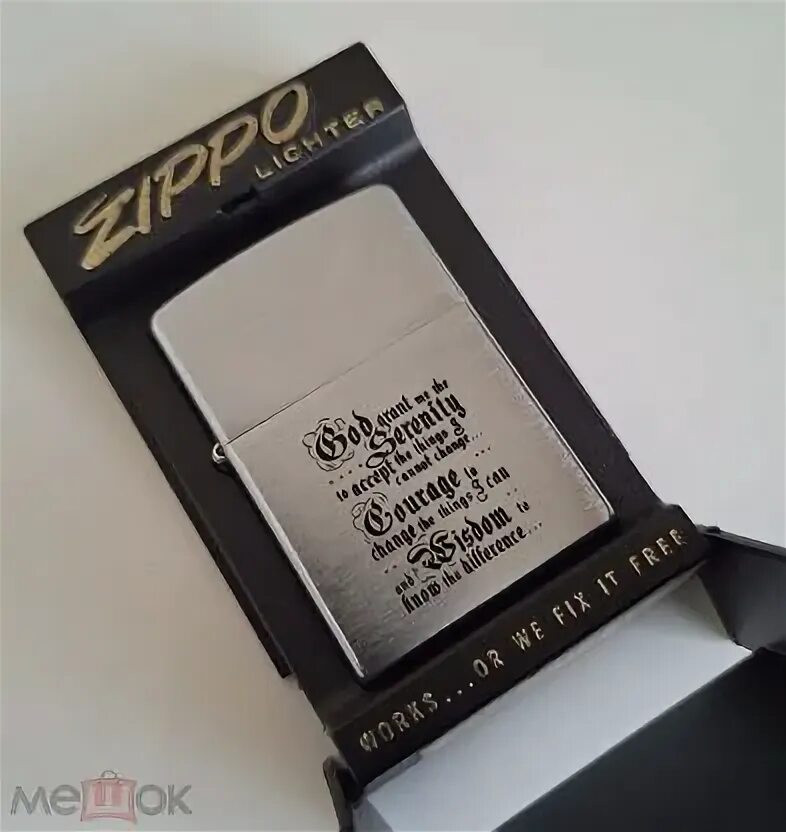 ZIPPO
LIGHTER
God grant me the
Serenity
to accept the things I
cannot change...
Courage to
change the things I can
and Wisdom to
know the difference...
WORKS...OR WE FIX IT FREE
мешок